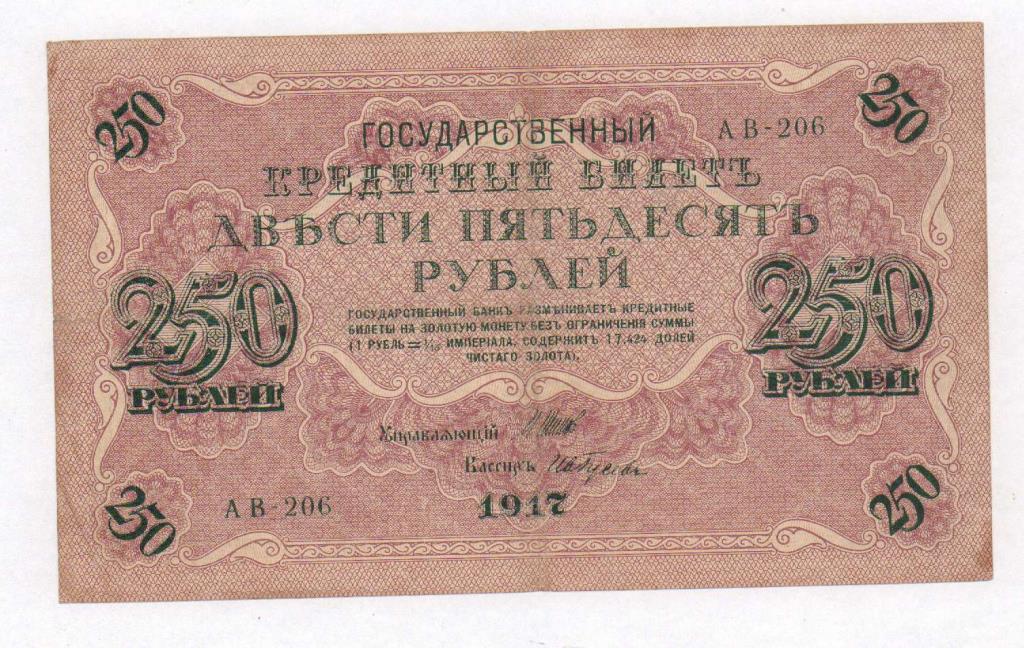 250
250
ГОСУДАРСТВЕННЫЙ
АВ-206
КРЕДИТНЫЙ БИЛЕТЪ
ДВѢСТИ ПЯТЬДЕСЯТЪ
РУБЛЕЙ
250
РУБЛЕЙ
250
РУБЛЕЙ
ГОСУДАРСТВЕННЫЙ БАНКЪ РАЗМѢНИВАЕТЪ КРЕДИТНЫЕ
БИЛЕТЫ НА ЗОЛОТУЮ МОНЕТУ БЕЗЪ ОГРАНИЧЕНІЯ СУММЫ
(1 РУБЛЬ = 1/15 ИМПЕРІАЛА, СОДЕРЖИТЪ 17,424 ДОЛЕЙ
ЧИСТАГО ЗОЛОТА).
Управляющій
Кассиръ
АВ-206
1917
250
250